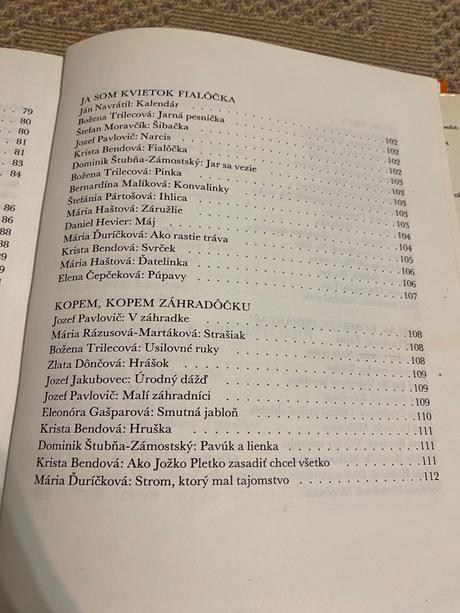 79
80
80
81
81
83
84
86
86
88
88
JA SOM KVIETOK FIALÔČKA
Ján Navrátil: Kalendár . . . 102
Božena Trilecová: Jarná pesnička . . . 102
Štefan Moravčík: Šibačka . . . 102
Jozef Pavlovič: Narcis . . . 102
Krista Bendová: Fialôčka . . . 103
Dominik Štubňa-Zámostský: Jar sa vezie . . . 103
Božena Trilecová: Pinka . . . 103
Bernardína Malíková: Konvalinky . . . 103
Štefánia Pártošová: Ihlica . . . 103
Mária Haštová: Záružlie . . . 104
Daniel Hevier: Máj . . . 104
Mária Ďuríčková: Ako rastie tráva . . . 105
Krista Bendová: Svrček . . . 106
Mária Haštová: Ďatelinka . . . 106
Elena Čepčeková: Púpavy . . . 107
KOPEM, KOPEM ZÁHRADÔČKU
Jozef Pavlovič: V záhradke . . . 108
Mária Rázusová-Martáková: Strašiak . . . 108
Božena Trilecová: Usilovné ruky . . . 108
Zlata Dônčová: Hrášok . . . 109
Jozef Jakubovec: Úrodný dážď . . . 109
Jozef Pavlovič: Malí záhradníci . . . 109
Eleonóra Gašparová: Smutná jabloň . . . 110
Krista Bendová: Hruška . . . 111
Dominik Štubňa-Zámostský: Pavúk a lienka . . . 111
Krista Bendová: Ako Jožko Pletko zasadiť chcel všetko . . . 111
Mária Ďuríčková: Strom, ktorý mal tajomstvo . . . 112